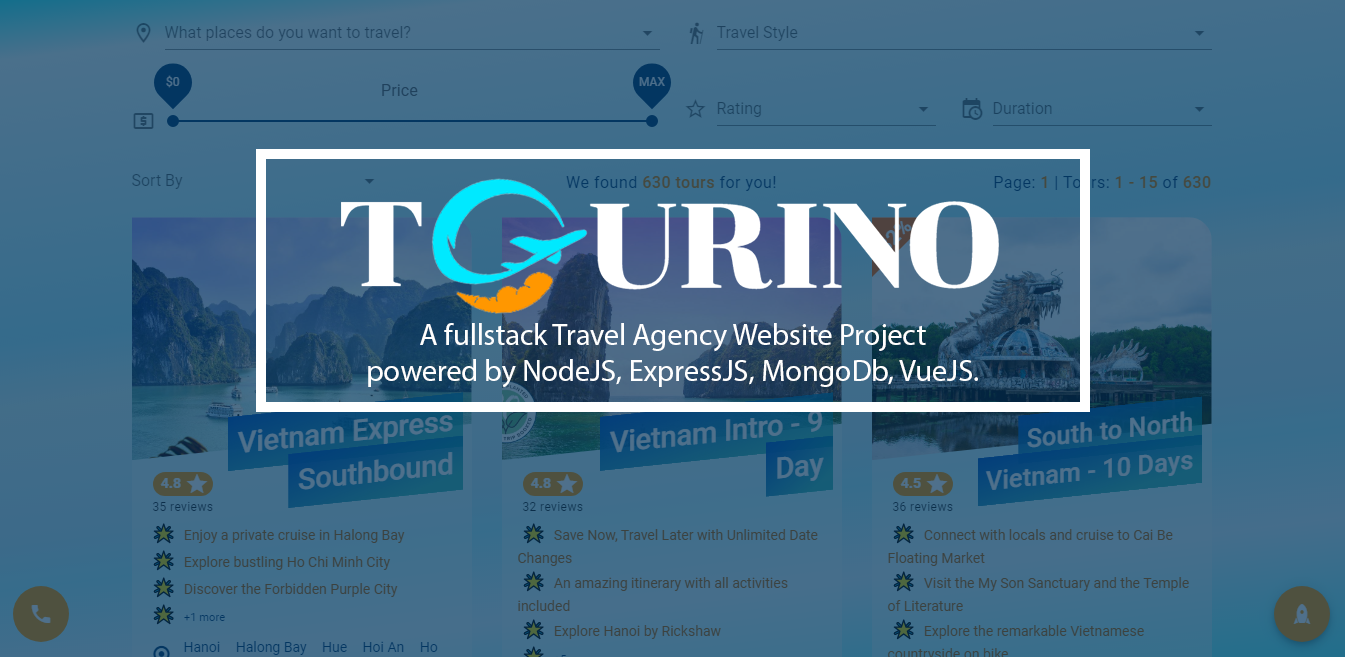 What places do you want to travel?
Travel Style
$0
Price
MAX
Rating
Duration
Sort By
We found 630 tours for you!
Page: 1 | Tours: 1 - 15 of 630
TOURINO
A fullstack Travel Agency Website Project
powered by NodeJS, ExpressJS, MongoDb, VueJS.
Vietnam Express
Southbound
4.8
35 reviews
Enjoy a private cruise in Halong Bay
Explore bustling Ho Chi Minh City
Discover the Forbidden Purple City
+1 more
Hanoi Halong Bay Hue Hoi An Ho
Vietnam Intro - 9
Day
4.8
32 reviews
Save Now, Travel Later with Unlimited Date
Changes
An amazing itinerary with all activities
included
Explore Hanoi by Rickshaw
South to North
Vietnam - 10 Days
4.5
36 reviews
Connect with locals and cruise to Cai Be
Floating Market
Visit the My Son Sanctuary and the Temple
of Literature
Explore the remarkable Vietnamese
countryside on bike